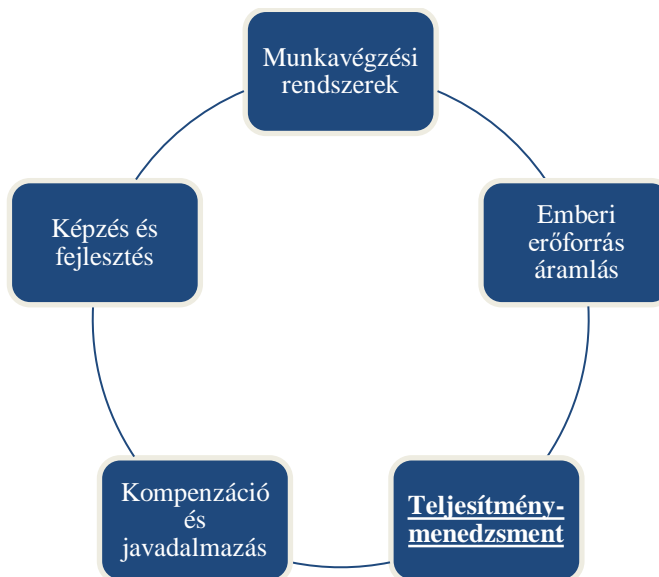 Munkavégzési
rendszerek
Emberi
erőforrás
áramlás
Teljesítmény-
menedzsment
Kompenzáció
és
javadalmazás
Képzés és
fejlesztés